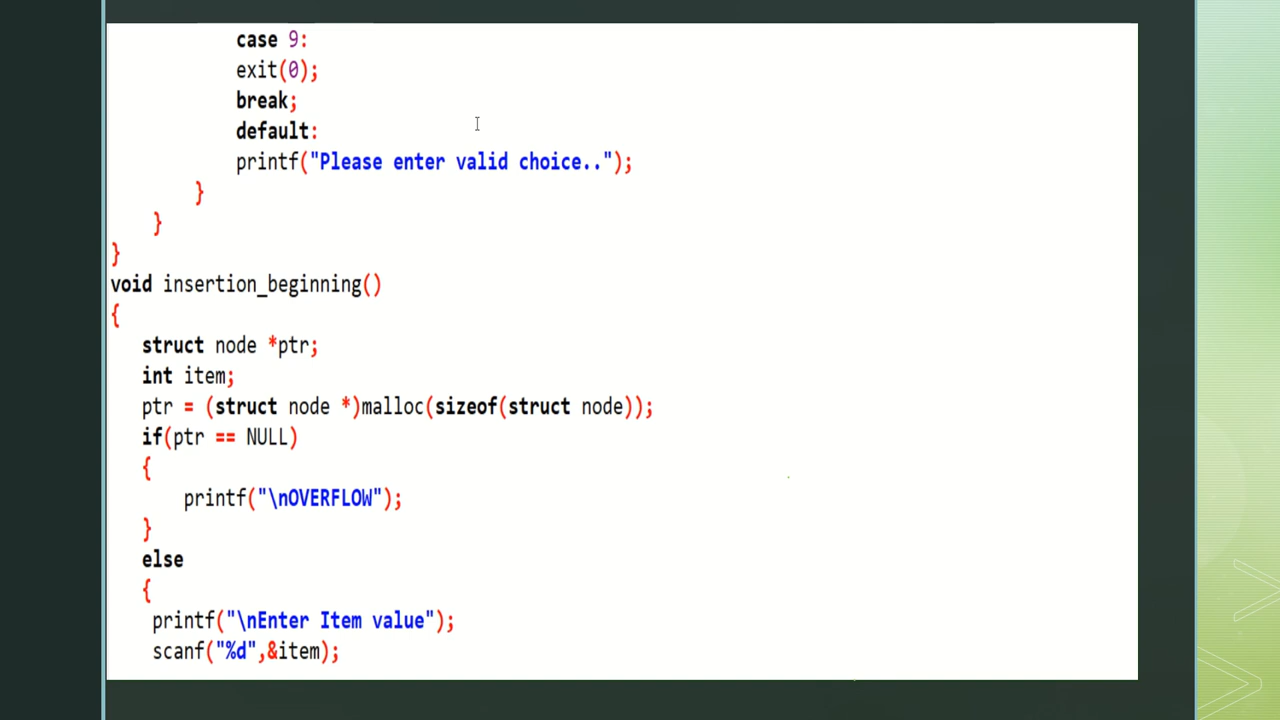 case 9:
exit(0);
break;
default:
printf("Please enter valid choice..");
}
}
}
void insertion_beginning()
{
struct node *ptr;
int item;
ptr = (struct node *)malloc(sizeof(struct node));
if(ptr == NULL)
{
printf("\nOVERFLOW");
}
else
{
printf("\nEnter Item value");
scanf("%d",&item);